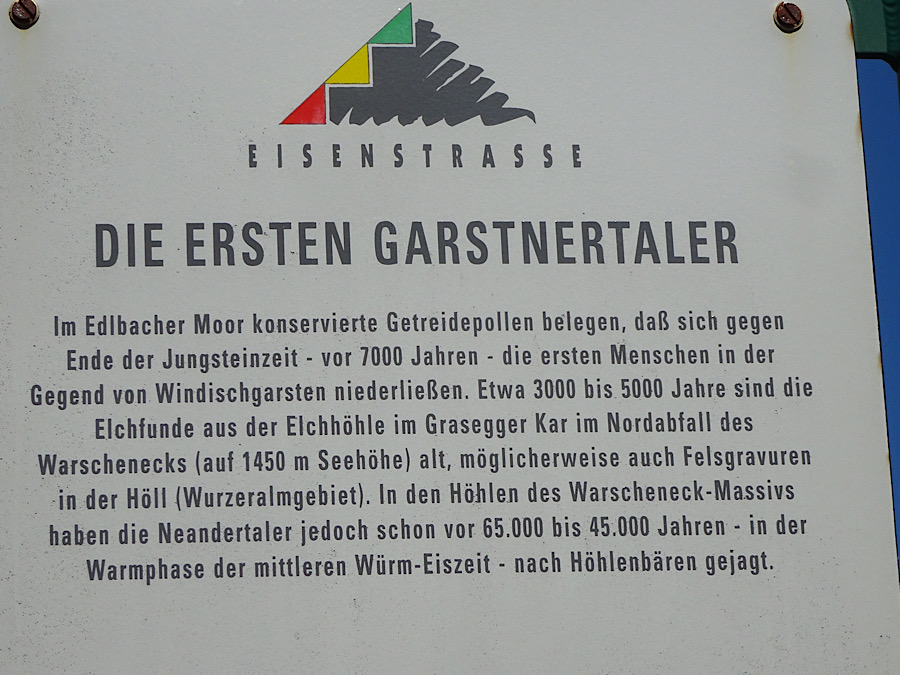 EISENSTRASSE
DIE ERSTEN GARSTNERTALER
Im Edlbacher Moor konservierte Getreidepollen belegen, daß sich gegen
Ende der Jungsteinzeit - vor 7000 Jahren - die ersten Menschen in der
Gegend von Windischgarsten niederließen. Etwa 3000 bis 5000 Jahre sind die
Elchfunde aus der Elchhöhle im Grasegger Kar im Nordabfall des
Warschenecks (auf 1450 m Seehöhe) alt, möglicherweise auch Felsgravuren
in der Höll (Wurzeralmgebiet). In den Höhlen des Warscheneck-Massivs
haben die Neandertaler jedoch schon vor 65.000 bis 45.000 Jahren - in der
Warmphase der mittleren Würm-Eiszeit - nach Höhlenbären gejagt.